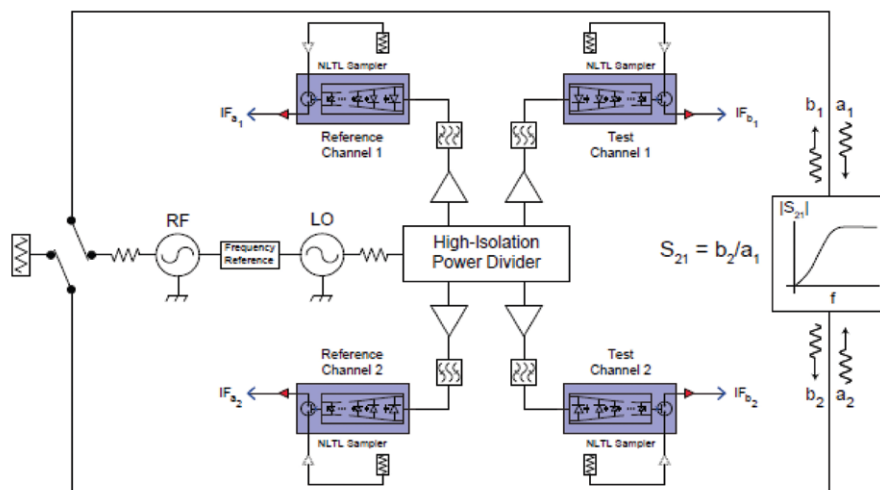 NLTL Sampler
NLTL Sampler
IFa1
IFb1
Reference
Channel 1
Test
Channel 1
b1
a1
RF
LO
Frequency
Reference
High-Isolation
Power Divider
S21 = b2/a1
|S21|
f
Reference
Channel 2
Test
Channel 2
IFa2
IFb2
b2
a2
NLTL Sampler
NLTL Sampler